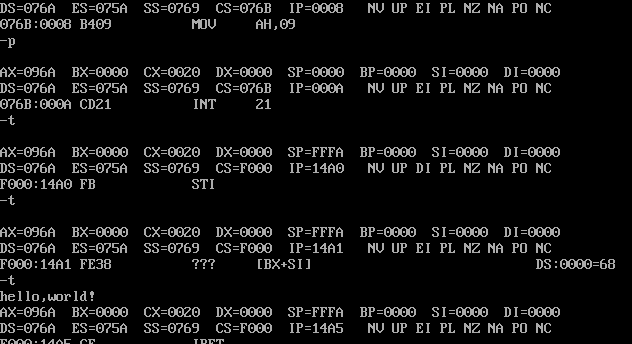 DS=076A ES=075A SS=0769 CS=076B IP=0008 NV UP EI PL NZ NA PO NC
076B:0008 B409 MOV AH,09
-p
AX=096A BX=0000 CX=0020 DX=0000 SP=0000 BP=0000 SI=0000 DI=0000
DS=076A ES=075A SS=0769 CS=076B IP=000A NV UP EI PL NZ NA PO NC
076B:000A CD21 INT 21
-t
AX=096A BX=0000 CX=0020 DX=0000 SP=FFFA BP=0000 SI=0000 DI=0000
DS=076A ES=075A SS=0769 CS=F000 IP=14A0 NV UP DI PL NZ NA PO NC
F000:14A0 FB STI
-t
AX=096A BX=0000 CX=0020 DX=0000 SP=FFFA BP=0000 SI=0000 DI=0000
DS=076A ES=075A SS=0769 CS=F000 IP=14A1 NV UP EI PL NZ NA PO NC
F000:14A1 FE38 ??? [BX+SI] DS:0000=68
-t
hello,world!
AX=096A BX=0000 CX=0020 DX=0000 SP=FFFA BP=0000 SI=0000 DI=0000
DS=076A ES=075A SS=0769 CS=F000 IP=14A5 NV UP EI PL NZ NA PO NC
F000:14A5 CF IRET